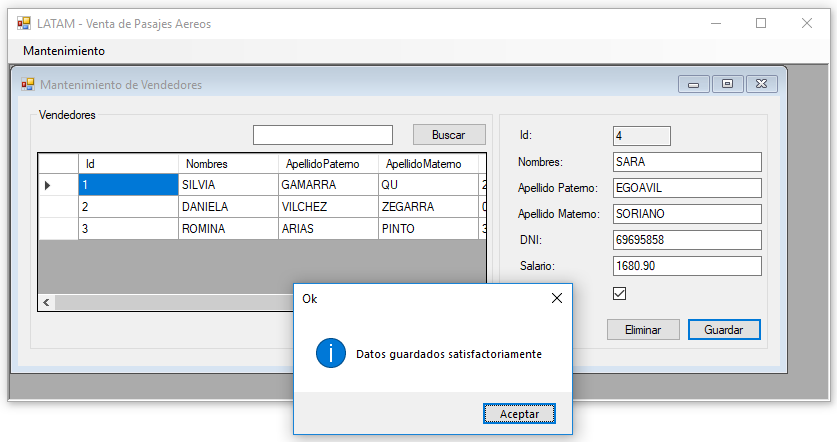 LATAM - Venta de Pasajes Aereos
Mantenimiento
Mantenimiento de Vendedores
Vendedores
Buscar
Id Nombres ApellidoPaterno ApellidoMaterno
1 SILVIA GAMARRA QU 2
2 DANIELA VILCHEZ ZEGARRA 0
3 ROMINA ARIAS PINTO 3
Id: 4
Nombres: SARA
Apellido Paterno: EGOAVIL
Apellido Materno: SORIANO
DNI: 69695858
Salario: 1680.90
Eliminar Guardar
Ok
Datos guardados satisfactoriamente
Aceptar